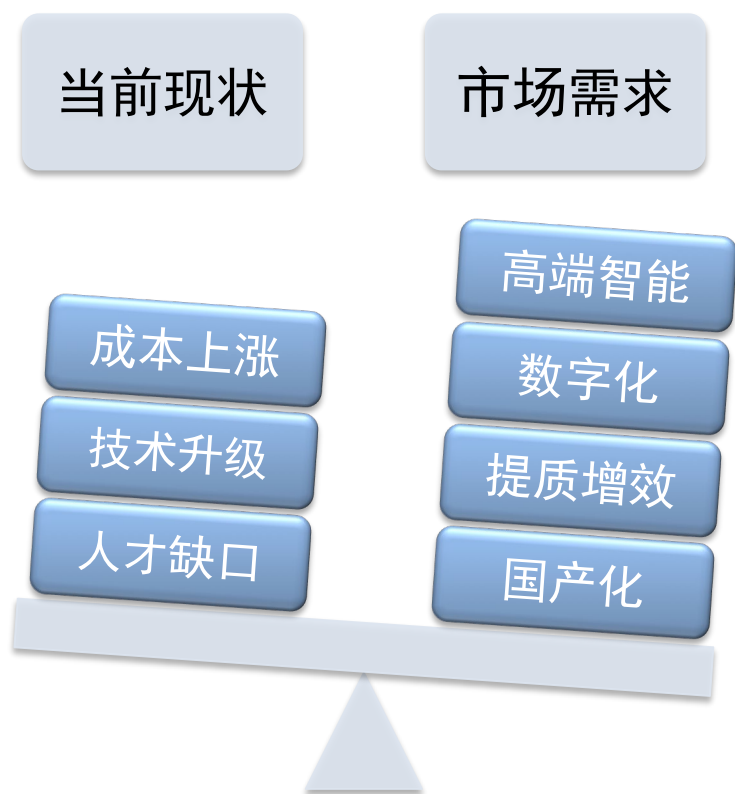 当前现状
市场需求
成本上涨
技术升级
人才缺口
高端智能
数字化
提质增效
国产化